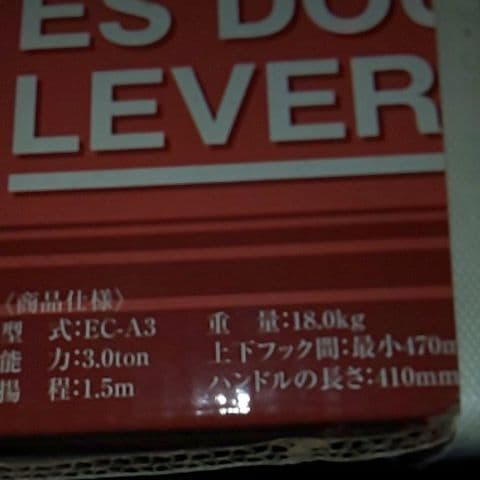 ES DO
LEVER
〈商品仕様〉
型　式:EC-A3　重　量:18.0kg
能　力:3.0ton　上下フック間:最小470m
揚　程:1.5m　ハンドルの長さ:410mm